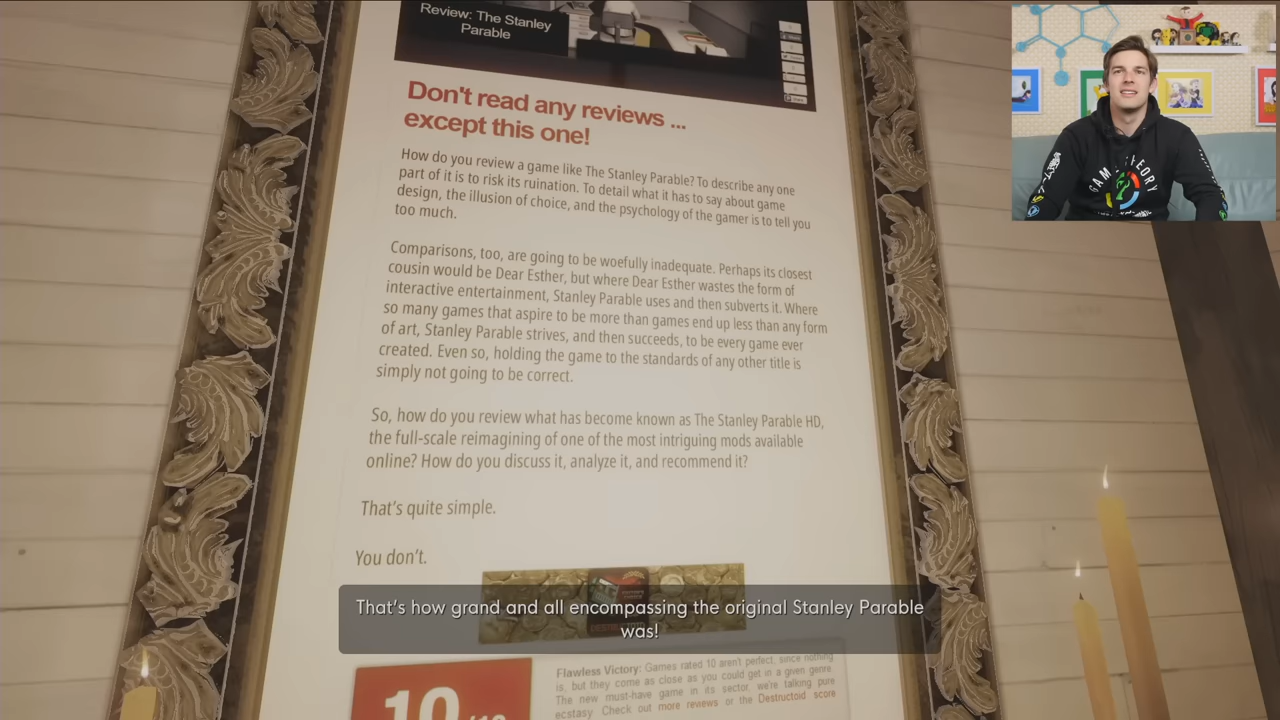 Review: The Stanley
Parable
Don't read any reviews ...
except this one!
How do you review a game like The Stanley Parable? To describe any one
part of it is to risk its ruination. To detail what it has to say about game
design, the illusion of choice, and the psychology of the gamer is to tell you
too much.
Comparisons, too, are going to be woefully inadequate. Perhaps its closest
cousin would be Dear Esther, but where Dear Esther wastes the form of
interactive entertainment, Stanley Parable uses and then subverts it. Where
so many games that aspire to be more than games end up less than any form
of art, Stanley Parable strives, and then succeeds, to be every game ever
created. Even so, holding the game to the standards of any other title is
simply not going to be correct.
So, how do you review what has become known as The Stanley Parable HD,
the full-scale reimagining of one of the most intriguing mods available
online? How do you discuss it, analyze it, and recommend it?
That's quite simple.
You don't.
That's how grand and all encompassing the original Stanley Parable
was!
10/10
Flawless Victory: Games rated 10 aren't perfect, since nothing
is, but they come as close as you could get in a given genre.
The new must-have game in its sector, we're talking pure
ecstasy. Check out more reviews or the Destructoid score
GAME THEORY